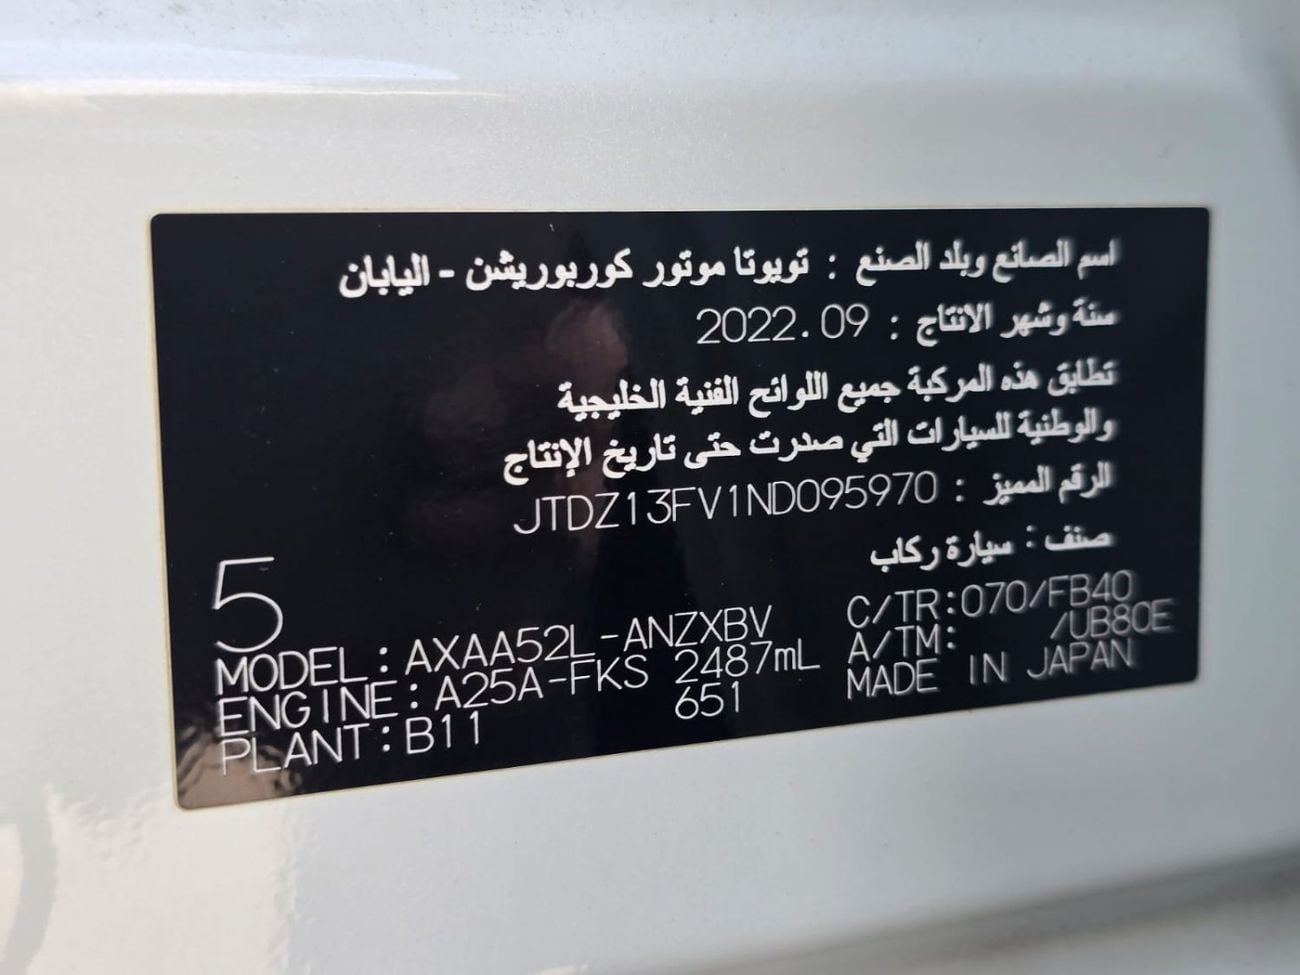 اسم الصانع وبلد الصنع : تويوتا موتور كوربوريشن - اليابان
سنة وشهر الانتاج : 2022.09
تطابق هذه المركبة جميع اللوائح الفنية الخليجية
والوطنية للسيارات التي صدرت حتى تاريخ الإنتاج
الرقم المميز : JTDZ13FV1ND095970
صنف : سيارة ركاب
5
MODEL:AXAA52L-ANZXBV C/TR:070/FB40
ENGINE:A25A-FKS 2487mL A/TM: /UB80E
PLANT:B11 651 MADE IN JAPAN